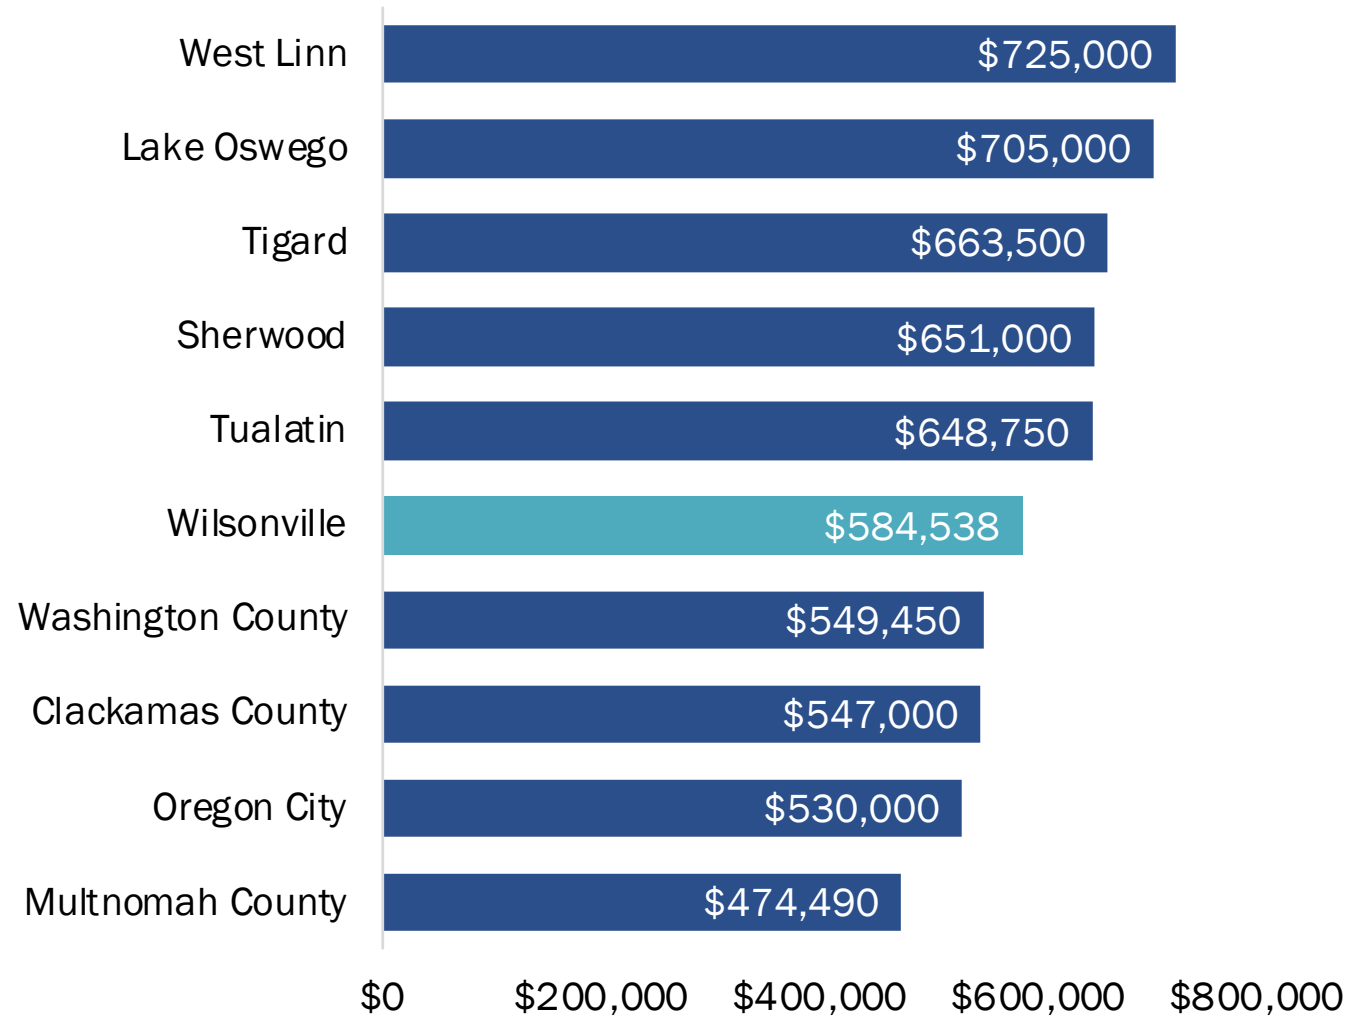 West Linn $725,000
Lake Oswego $705,000
Tigard $663,500
Sherwood $651,000
Tualatin $648,750
Wilsonville $584,538
Washington County $549,450
Clackamas County $547,000
Oregon City $530,000
Multnomah County $474,490
$0 $200,000 $400,000 $600,000 $800,000